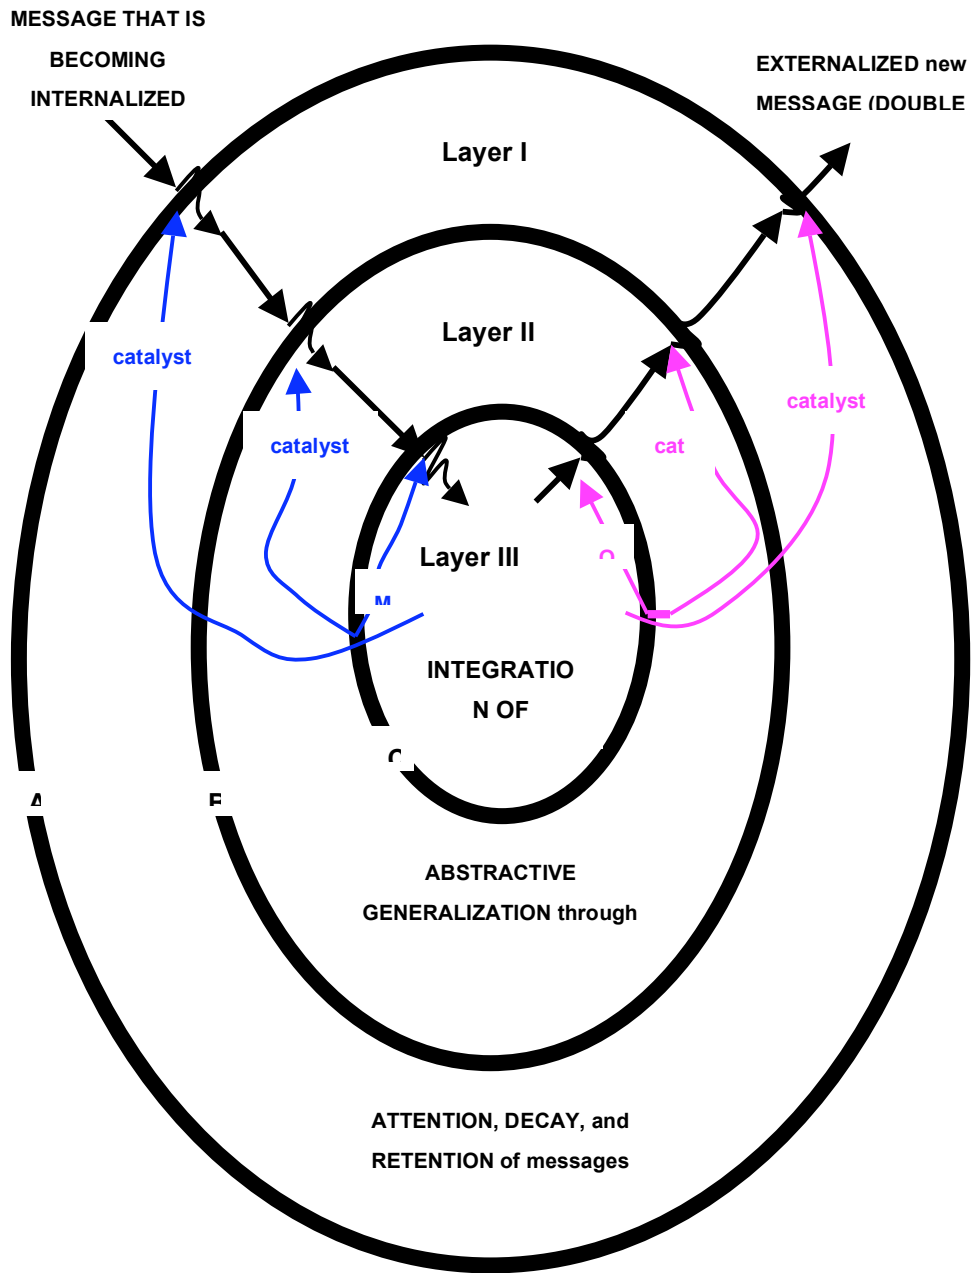 MESSAGE THAT IS
BECOMING
INTERNALIZED
EXTERNALIZED new
MESSAGE (DOUBLE
Layer I
Layer II
catalyst
catalyst
catalyst
cat
Layer III
M
INTEGRATIO
N OF
C
A
B
ABSTRACTIVE
GENERALIZATION through
ATTENTION, DECAY, and
RETENTION of messages